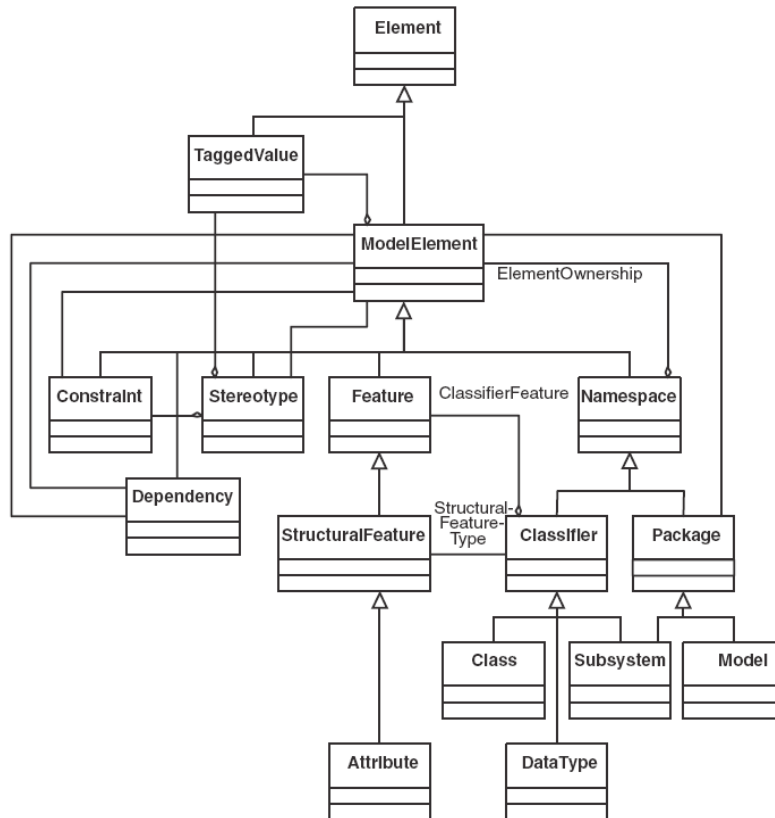 Element
TaggedValue
ModelElement
ElementOwnership
Constraint
Stereotype
Feature
ClassifierFeature
Namespace
Dependency
StructuralFeature
Structural-
Feature-
Type
Classifier
Package
Class
Subsystem
Model
Attribute
DataType